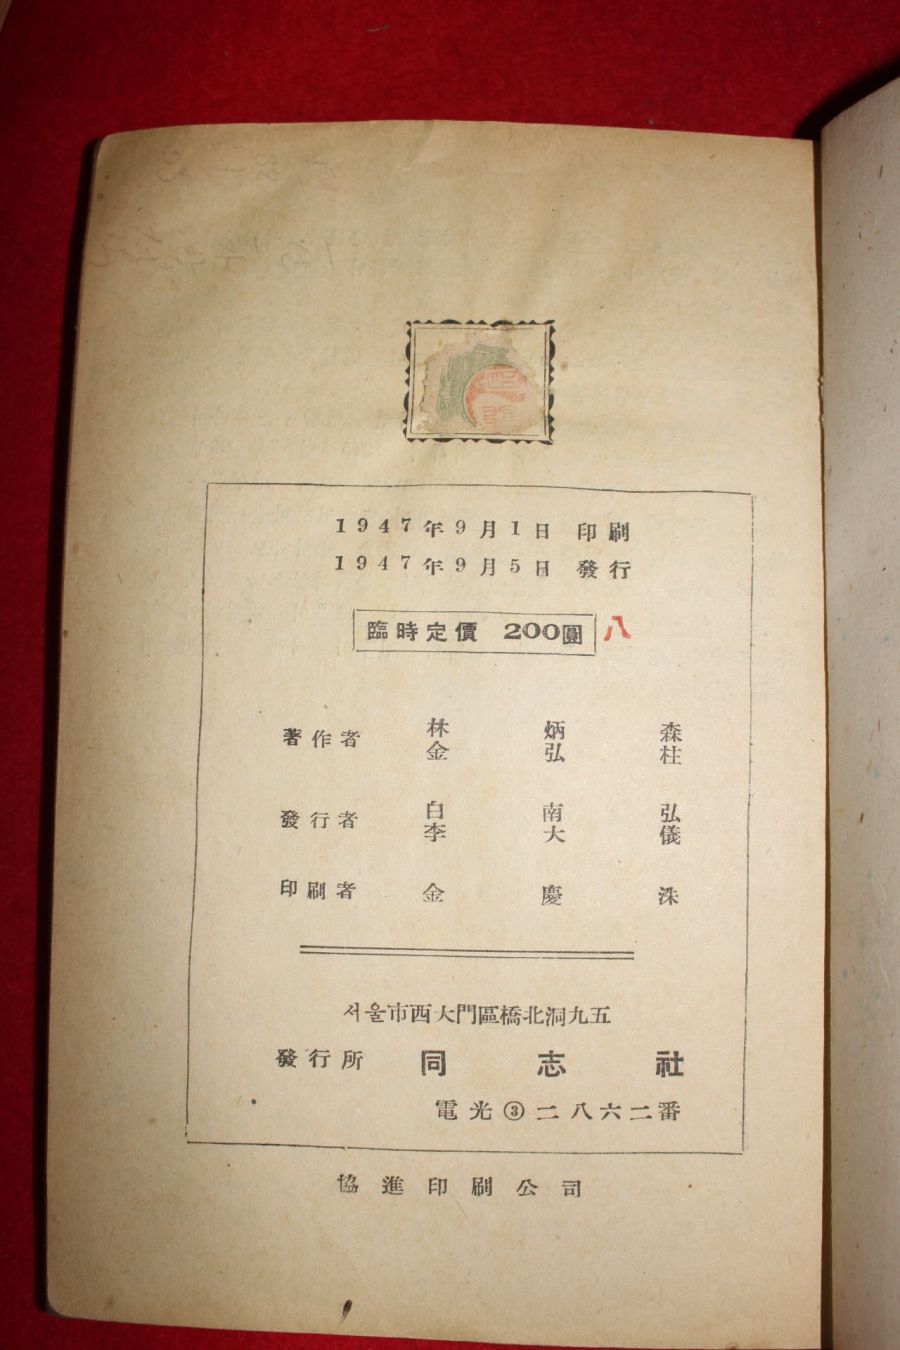 1947年9月1日 印刷
1947年9月5日 發行
臨時定價 200圓 八
著作者 林炳森
金弘柱
發行者 白南弘
李大儀
印刷者 金慶洙
서울市西大門區橋北洞九五
發行所 同志社
電光③二八六二番
協進印刷公司